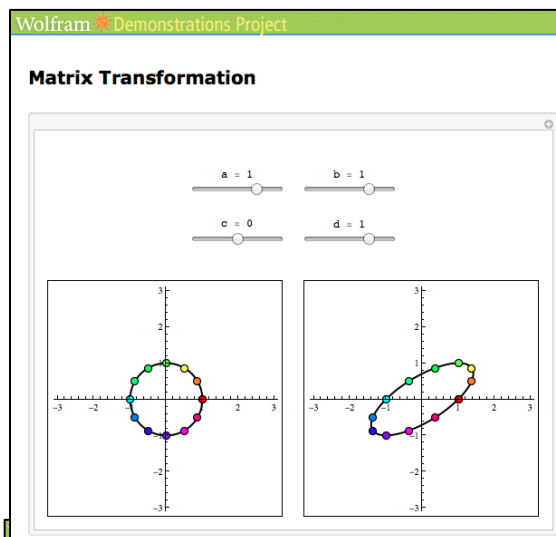 Wolfram Demonstrations Project
Matrix Transformation
a = 1 b = 1
c = 0 d = 1
3 3
2 2
1 1
-3 -2 -1 1 2 3 -3 -2 -1 1 2 3
-1 -1
-2 -2
-3 -3